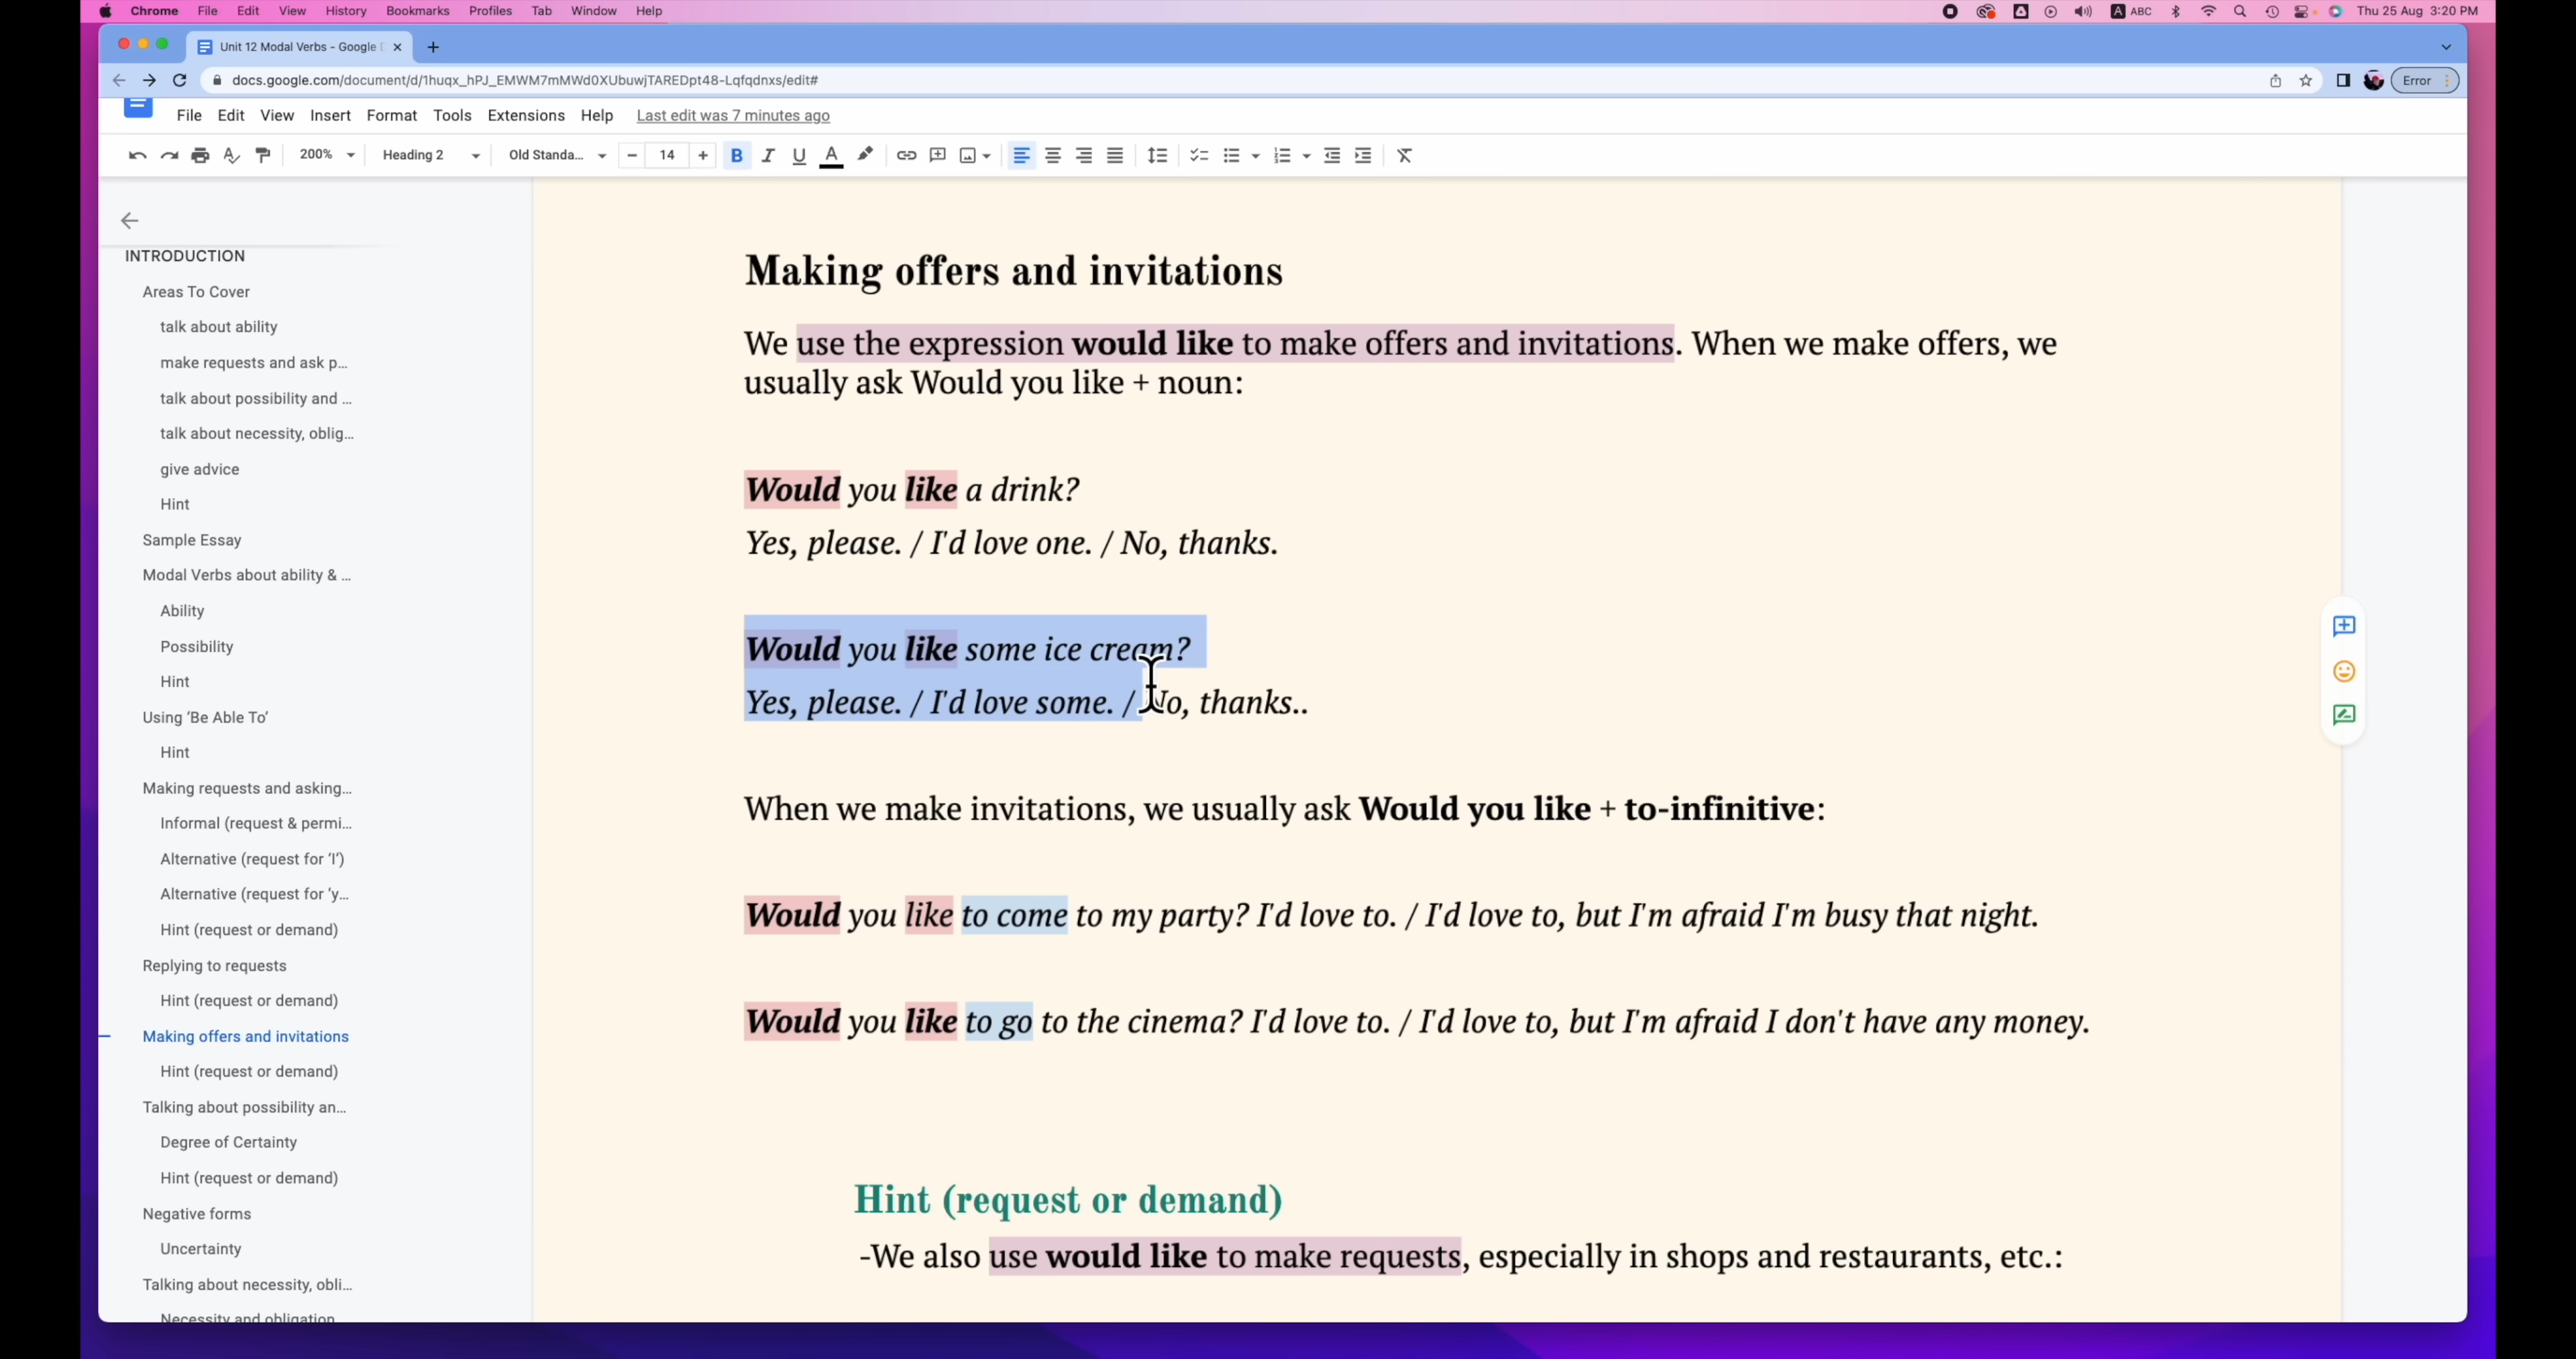 Chrome File Edit View History Bookmarks Profiles Tab Window Help
A ABC Thu 25 Aug 3:20 PM
Unit 12 Modal Verbs - Google
docs.google.com/document/d/1huqx_hPJ_EMWM7mMWd0XUbuwjTAREDpt48-Lqfqdnxs/edit#
Error
File Edit View Insert Format Tools Extensions Help Last edit was 7 minutes ago
200% Heading 2 Old Standa... 14 B I U A
INTRODUCTION
Areas To Cover
talk about ability
make requests and ask p...
talk about possibility and ...
talk about necessity, oblig...
give advice
Hint
Sample Essay
Modal Verbs about ability & ...
Ability
Possibility
Hint
Using ‘Be Able To’
Hint
Making requests and asking...
Informal (request & permi...
Alternative (request for ‘I’)
Alternative (request for ‘y...
Hint (request or demand)
Replying to requests
Hint (request or demand)
Making offers and invitations
Hint (request or demand)
Talking about possibility an...
Degree of Certainty
Hint (request or demand)
Negative forms
Uncertainty
Talking about necessity, obli...
Necessity and obligation
Making offers and invitations
We use the expression would like to make offers and invitations. When we make offers, we
usually ask Would you like + noun:
Would you like a drink?
Yes, please. / I'd love one. / No, thanks.
Would you like some ice cream?
Yes, please. / I'd love some. / No, thanks..
When we make invitations, we usually ask Would you like + to-infinitive:
Would you like to come to my party? I'd love to. / I'd love to, but I'm afraid I'm busy that night.
Would you like to go to the cinema? I'd love to. / I'd love to, but I'm afraid I don't have any money.
Hint (request or demand)
-We also use would like to make requests, especially in shops and restaurants, etc.: